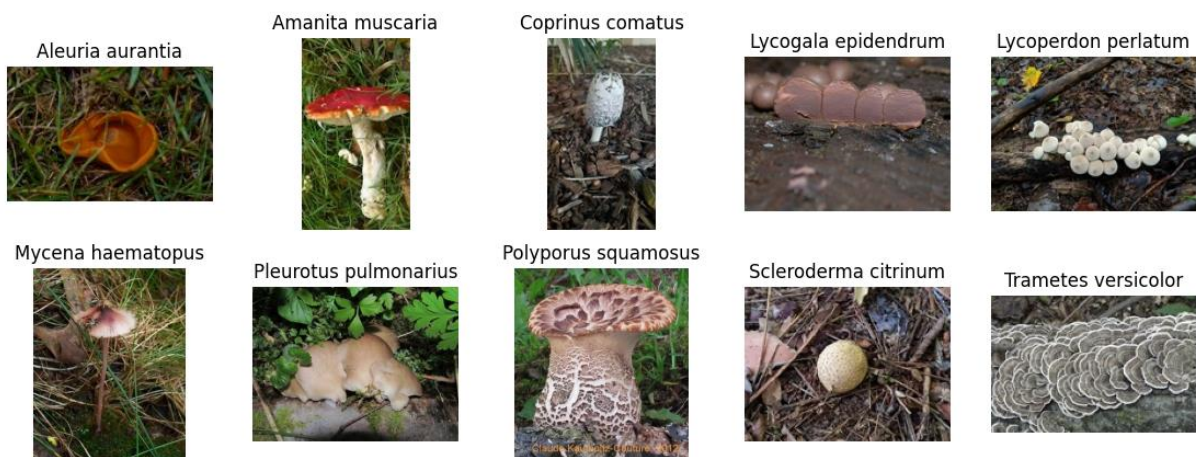 Aleuria aurantia
Amanita muscaria
Coprinus comatus
Lycogala epidendrum
Lycoperdon perlatum
Mycena haematopus
Pleurotus pulmonarius
Polyporus squamosus
Scleroderma citrinum
Trametes versicolor